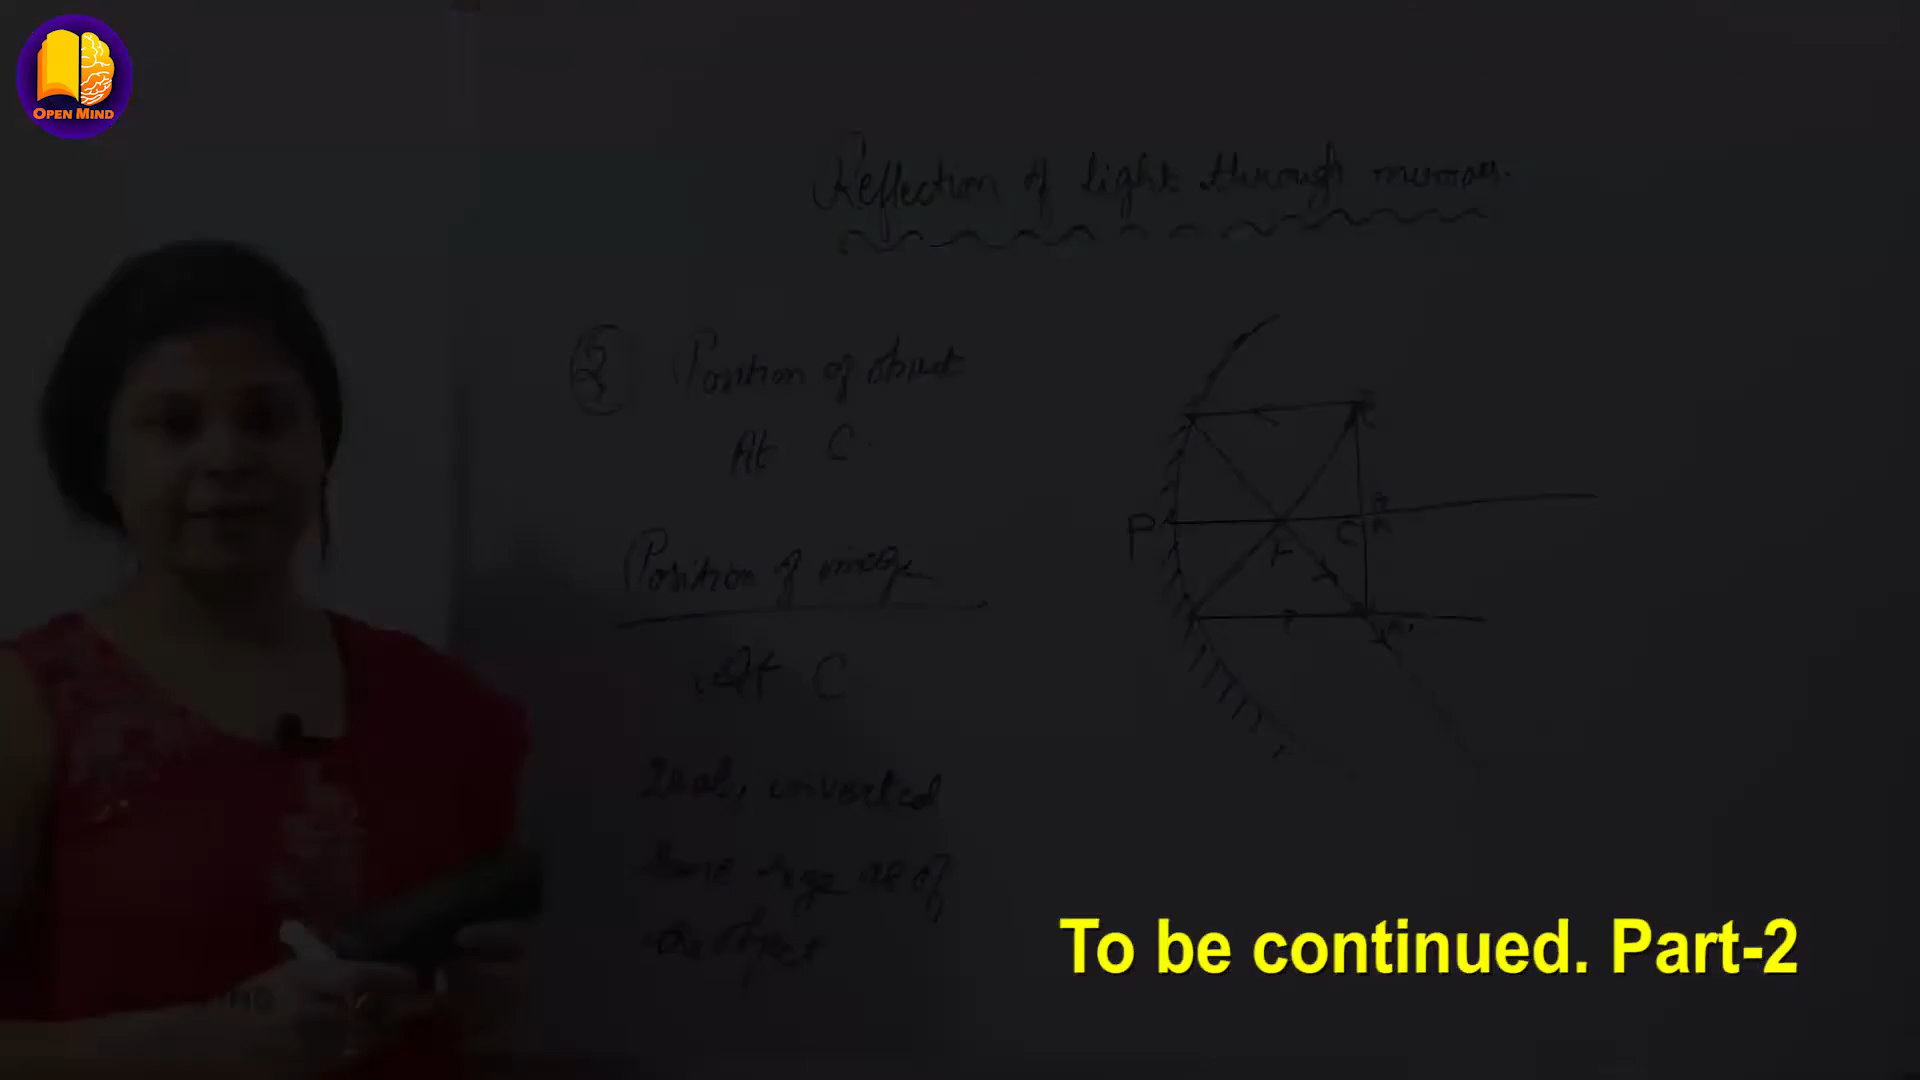 OPEN MIND
Reflection of light through mirrors.
2 Position of object
At C
Position of image
At C
Real, inverted
Same size as of
object
P F C
To be continued. Part-2